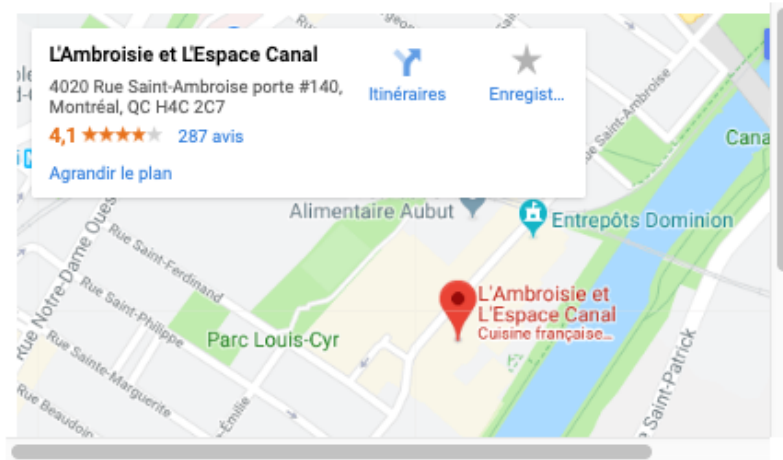 L'Ambroisie et L'Espace Canal
4020 Rue Saint-Ambroise porte #140,
Montréal, QC H4C 2C7
4,1
287 avis
Agrandir le plan
Itinéraires
Enregist...
Rue Saint-Ambroise
Cana
Alimentaire Aubut
Entrepôts Dominion
L'Ambroisie et
L'Espace Canal
Cuisine française...
Parc Louis-Cyr
Rue Notre-Dame Oues
Rue Saint-Ferdinand
Rue Saint-Philippe
Rue Sainte-Marguerite
Rue Beaudoin
-Émilie
Saint-Patrick